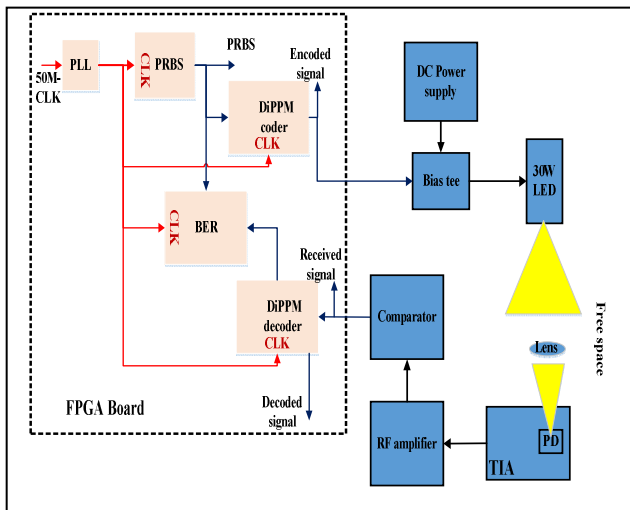 50M-
CLK
PLL
CLK
PRBS
PRBS
Encoded
signal
DiPPM
coder
CLK
DC Power
supply
Bias tee
30W
LED
CLK
BER
Received
signal
DiPPM
decoder
CLK
Comparator
Free space
Lens
FPGA Board
Decoded
signal
RF amplifier
PD
TIA